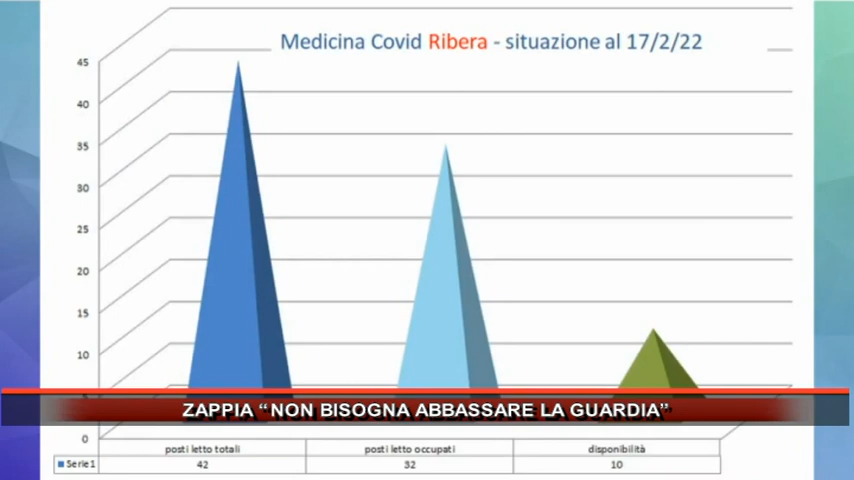 Medicina Covid Ribera - situazione al 17/2/22
45
40
35
30
25
20
15
10
0
ZAPPIA “NON BISOGNA ABBASSARE LA GUARDIA”
posti letto totali posti letto occupati disponibilità
Serie1 42 32 10